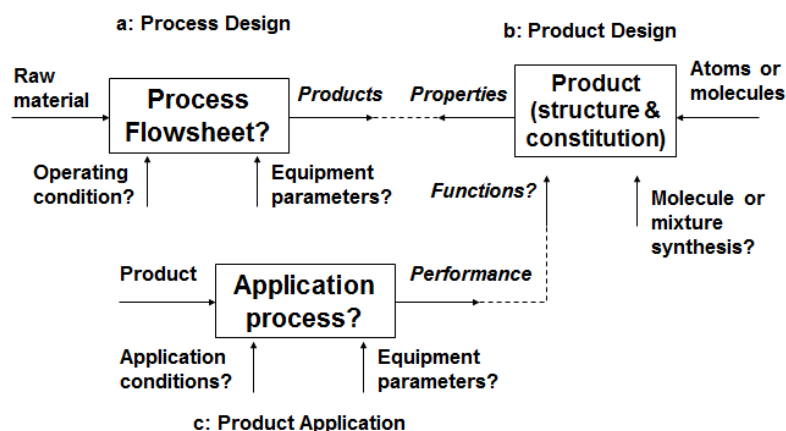 a: Process Design
b: Product Design
Raw
material
Process
Flowsheet?
Products
Properties
Product
(structure &
constitution)
Atoms or
molecules
Operating
condition?
Equipment
parameters?
Functions?
Molecule or
mixture
synthesis?
Product
Application
process?
Performance
Application
conditions?
Equipment
parameters?
c: Product Application